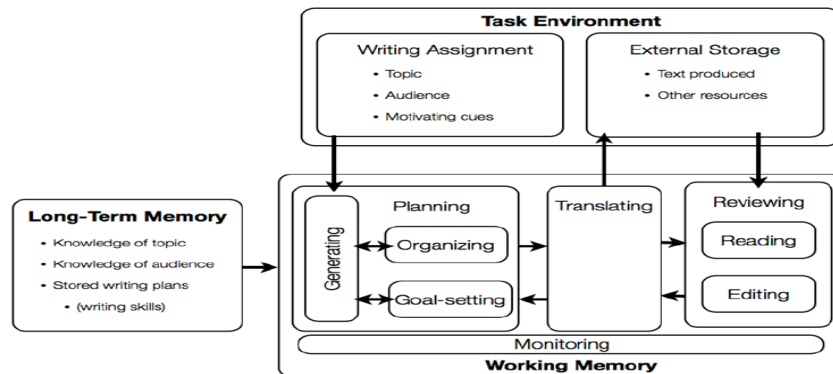 Task Environment
Writing Assignment
• Topic
• Audience
• Motivating cues
External Storage
• Text produced
• Other resources
Long-Term Memory
• Knowledge of topic
• Knowledge of audience
• Stored writing plans
• (writing skills)
Generating
Planning
Organizing
Goal-setting
Translating
Reviewing
Reading
Editing
Monitoring
Working Memory